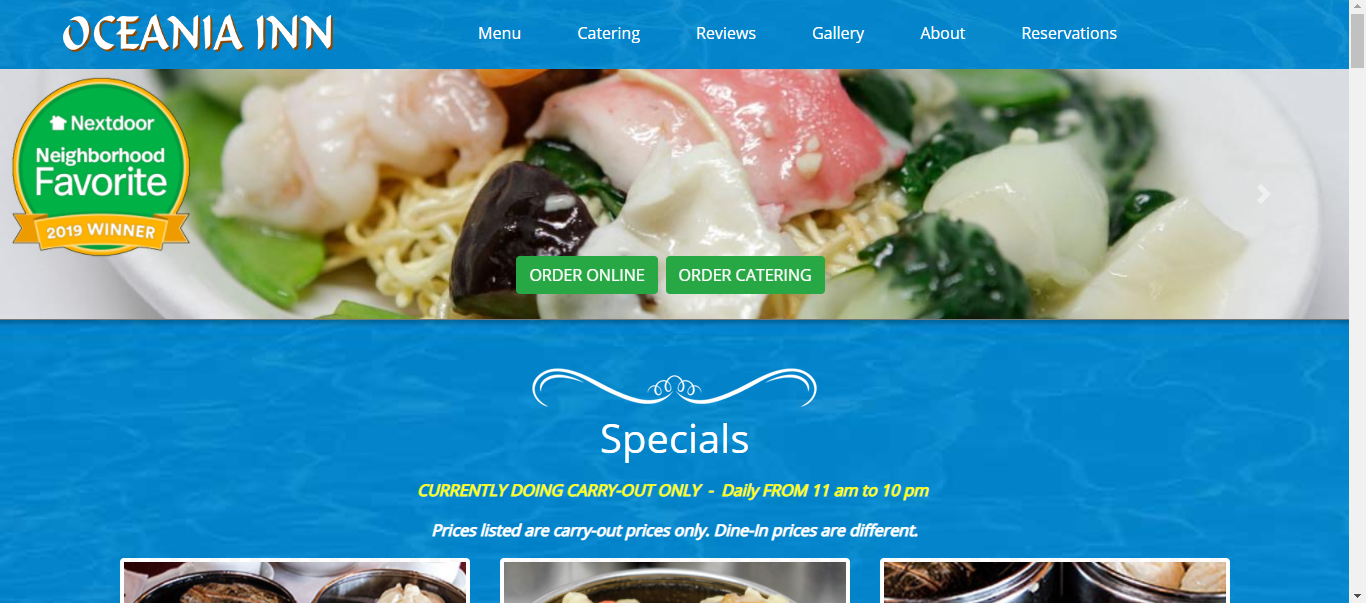 OCEANIA INN
Menu
Catering
Reviews
Gallery
About
Reservations
Nextdoor
Neighborhood
Favorite
2019 WINNER
ORDER ONLINE
ORDER CATERING
Specials
CURRENTLY DOING CARRY-OUT ONLY - Daily FROM 11 am to 10 pm
Prices listed are carry-out prices only. Dine-In prices are different.